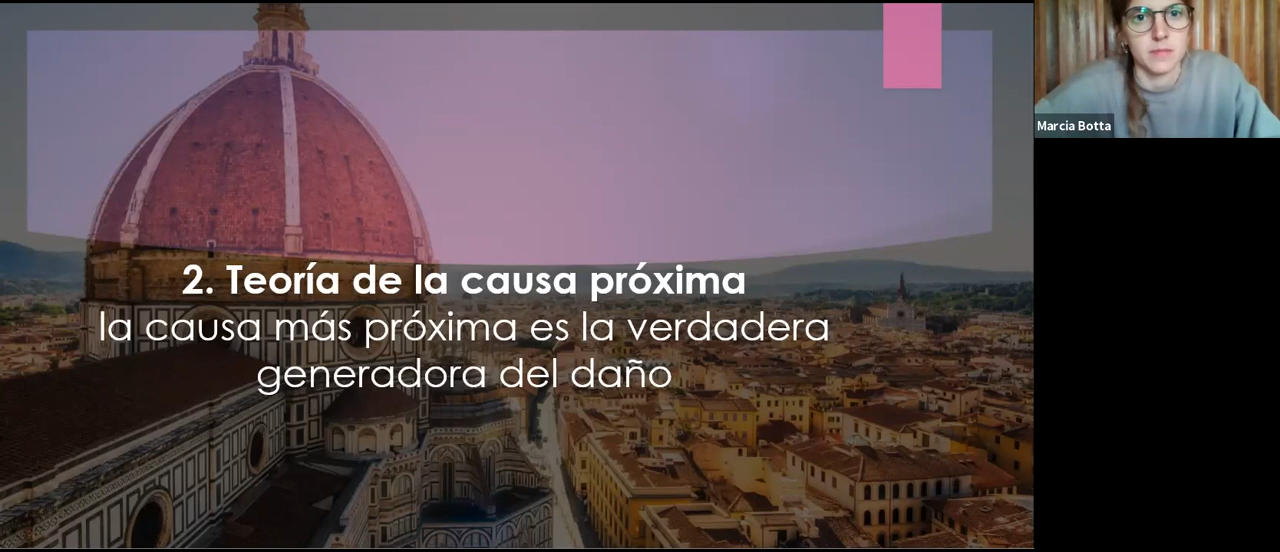 2. Teoría de la causa próxima
la causa más próxima es la verdadera
generadora del daño
Marcia Botta